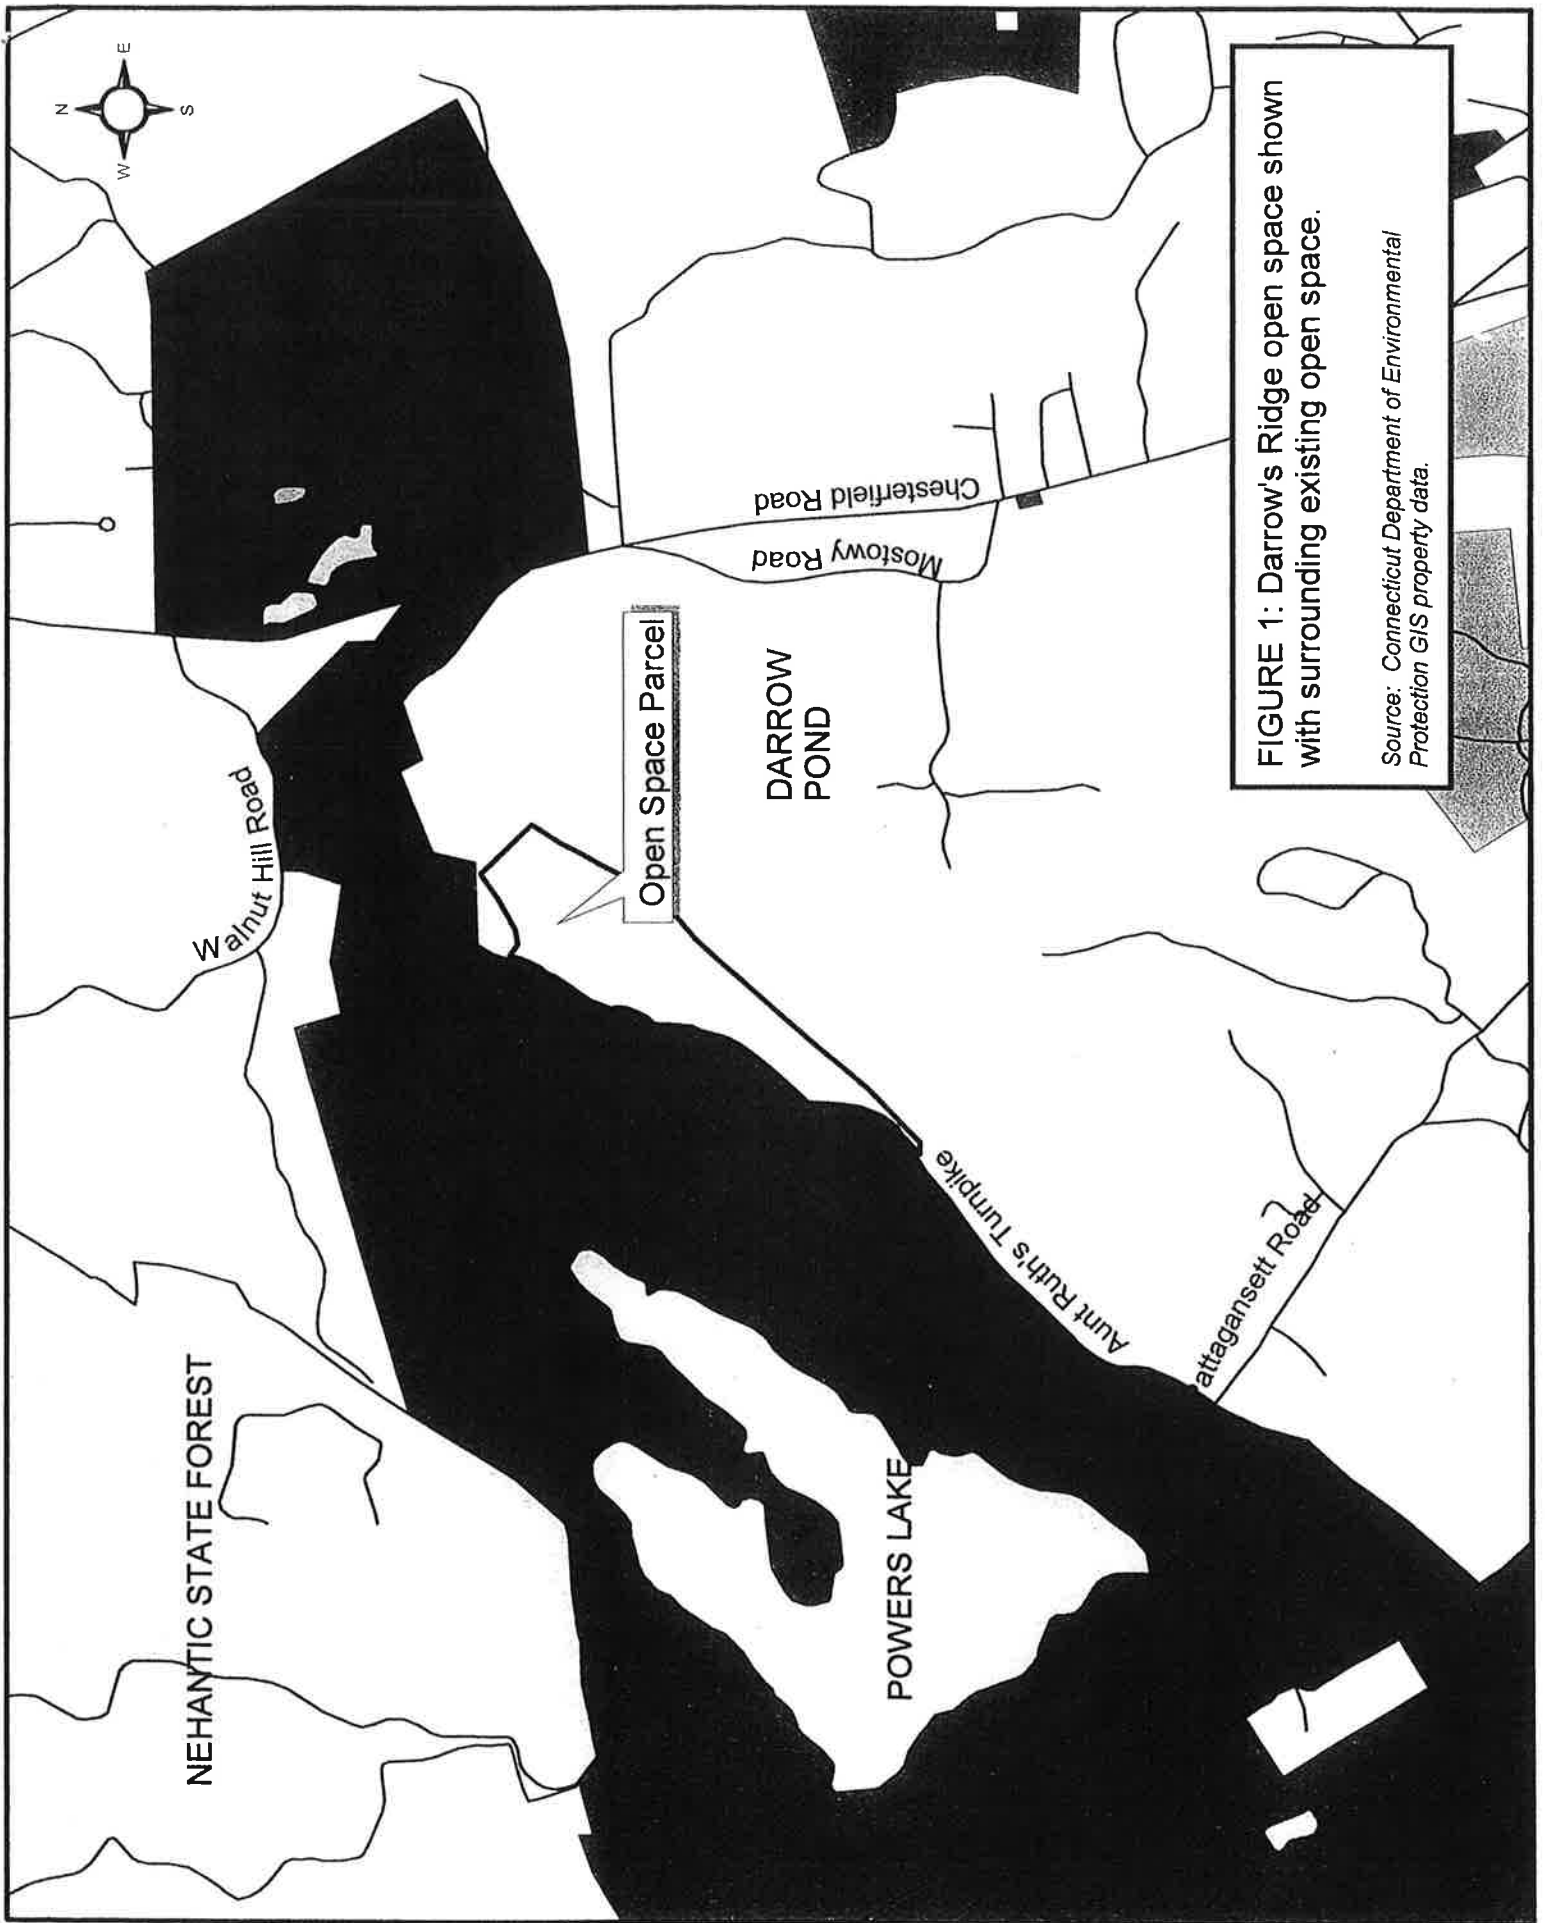 N
W
E
S
Walnut Hill Road
NEHANTIC STATE FOREST
Open Space Parcel
DARROW
POND
Chesterfield Road
Mostowy Road
POWERS LAKE
Aunt Ruth's Turnpike
attagansett Road
FIGURE 1: Darrow's Ridge open space shown
with surrounding existing open space.
Source: Connecticut Department of Environmental
Protection GIS property data.